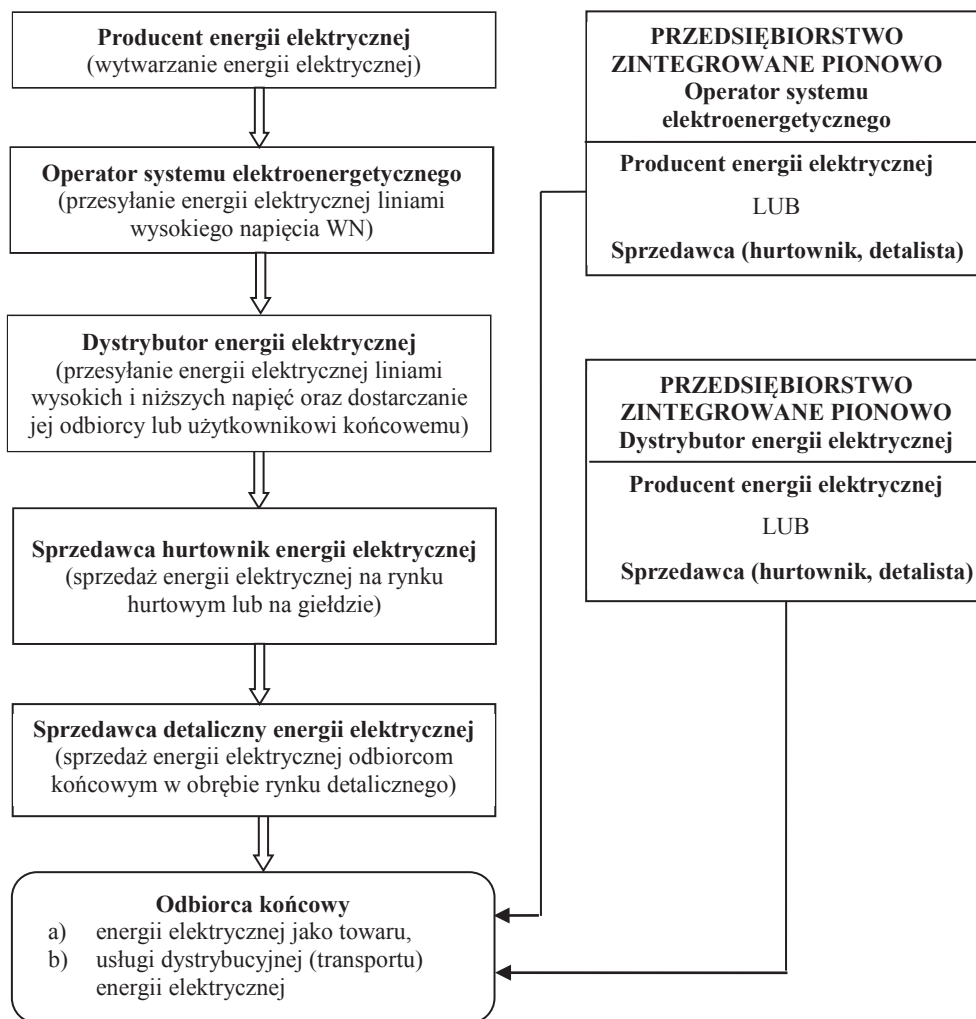 Producent energii elektrycznej
(wytwarzanie energii elektrycznej)
Operator systemu elektroenergetycznego
(przesyłanie energii elektrycznej liniami
wysokiego napięcia WN)
Dystrybutor energii elektrycznej
(przesyłanie energii elektrycznej liniami
wysokich i niższych napięć oraz dostarczanie
jej odbiorcy lub użytkownikowi końcowemu)
Sprzedawca hurtownik energii elektrycznej
(sprzedaż energii elektrycznej na rynku
hurtowym lub na giełdzie)
Sprzedawca detaliczny energii elektrycznej
(sprzedaż energii elektrycznej odbiorcom
końcowym w obrębie rynku detalicznego)
Odbiorca końcowy
a) energii elektrycznej jako towaru,
b) usługi dystrybucyjnej (transportu)
energii elektrycznej
PRZEDSIĘBIORSTWO
ZINTEGROWANE PIONOWO
Operator systemu
elektroenergetycznego
Producent energii elektrycznej
LUB
Sprzedawca (hurtownik, detalista)
PRZEDSIĘBIORSTWO
ZINTEGROWANE PIONOWO
Dystrybutor energii elektrycznej
Producent energii elektrycznej
LUB
Sprzedawca (hurtownik, detalista)